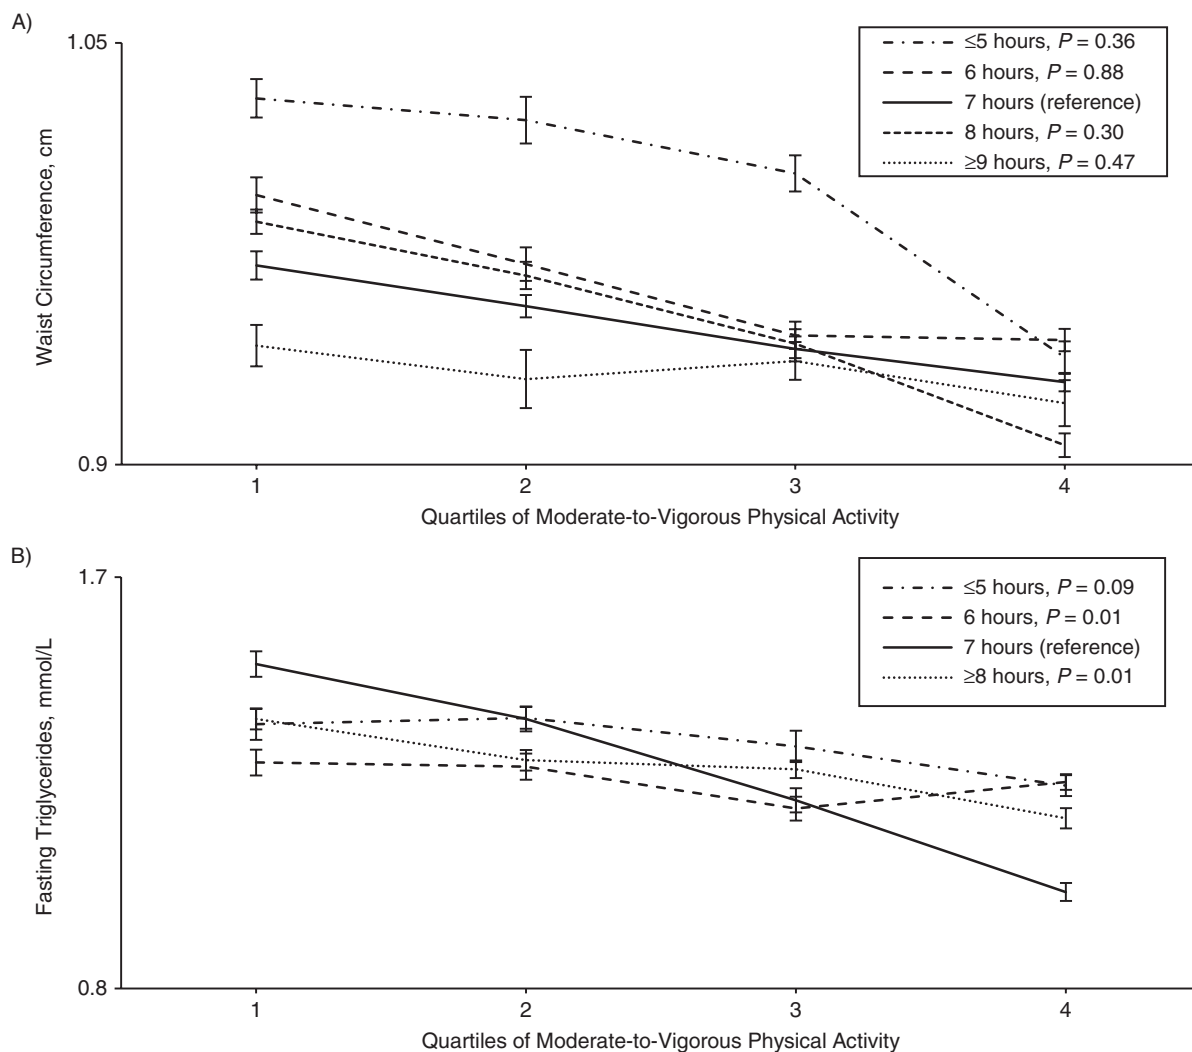 A)
1.05
≤5 hours, P = 0.36
6 hours, P = 0.88
7 hours (reference)
8 hours, P = 0.30
≥9 hours, P = 0.47
Waist Circumference, cm
0.9
1
2
3
4
Quartiles of Moderate-to-Vigorous Physical Activity
B)
1.7
≤5 hours, P = 0.09
6 hours, P = 0.01
7 hours (reference)
≥8 hours, P = 0.01
Fasting Triglycerides, mmol/L
0.8
1
2
3
4
Quartiles of Moderate-to-Vigorous Physical Activity